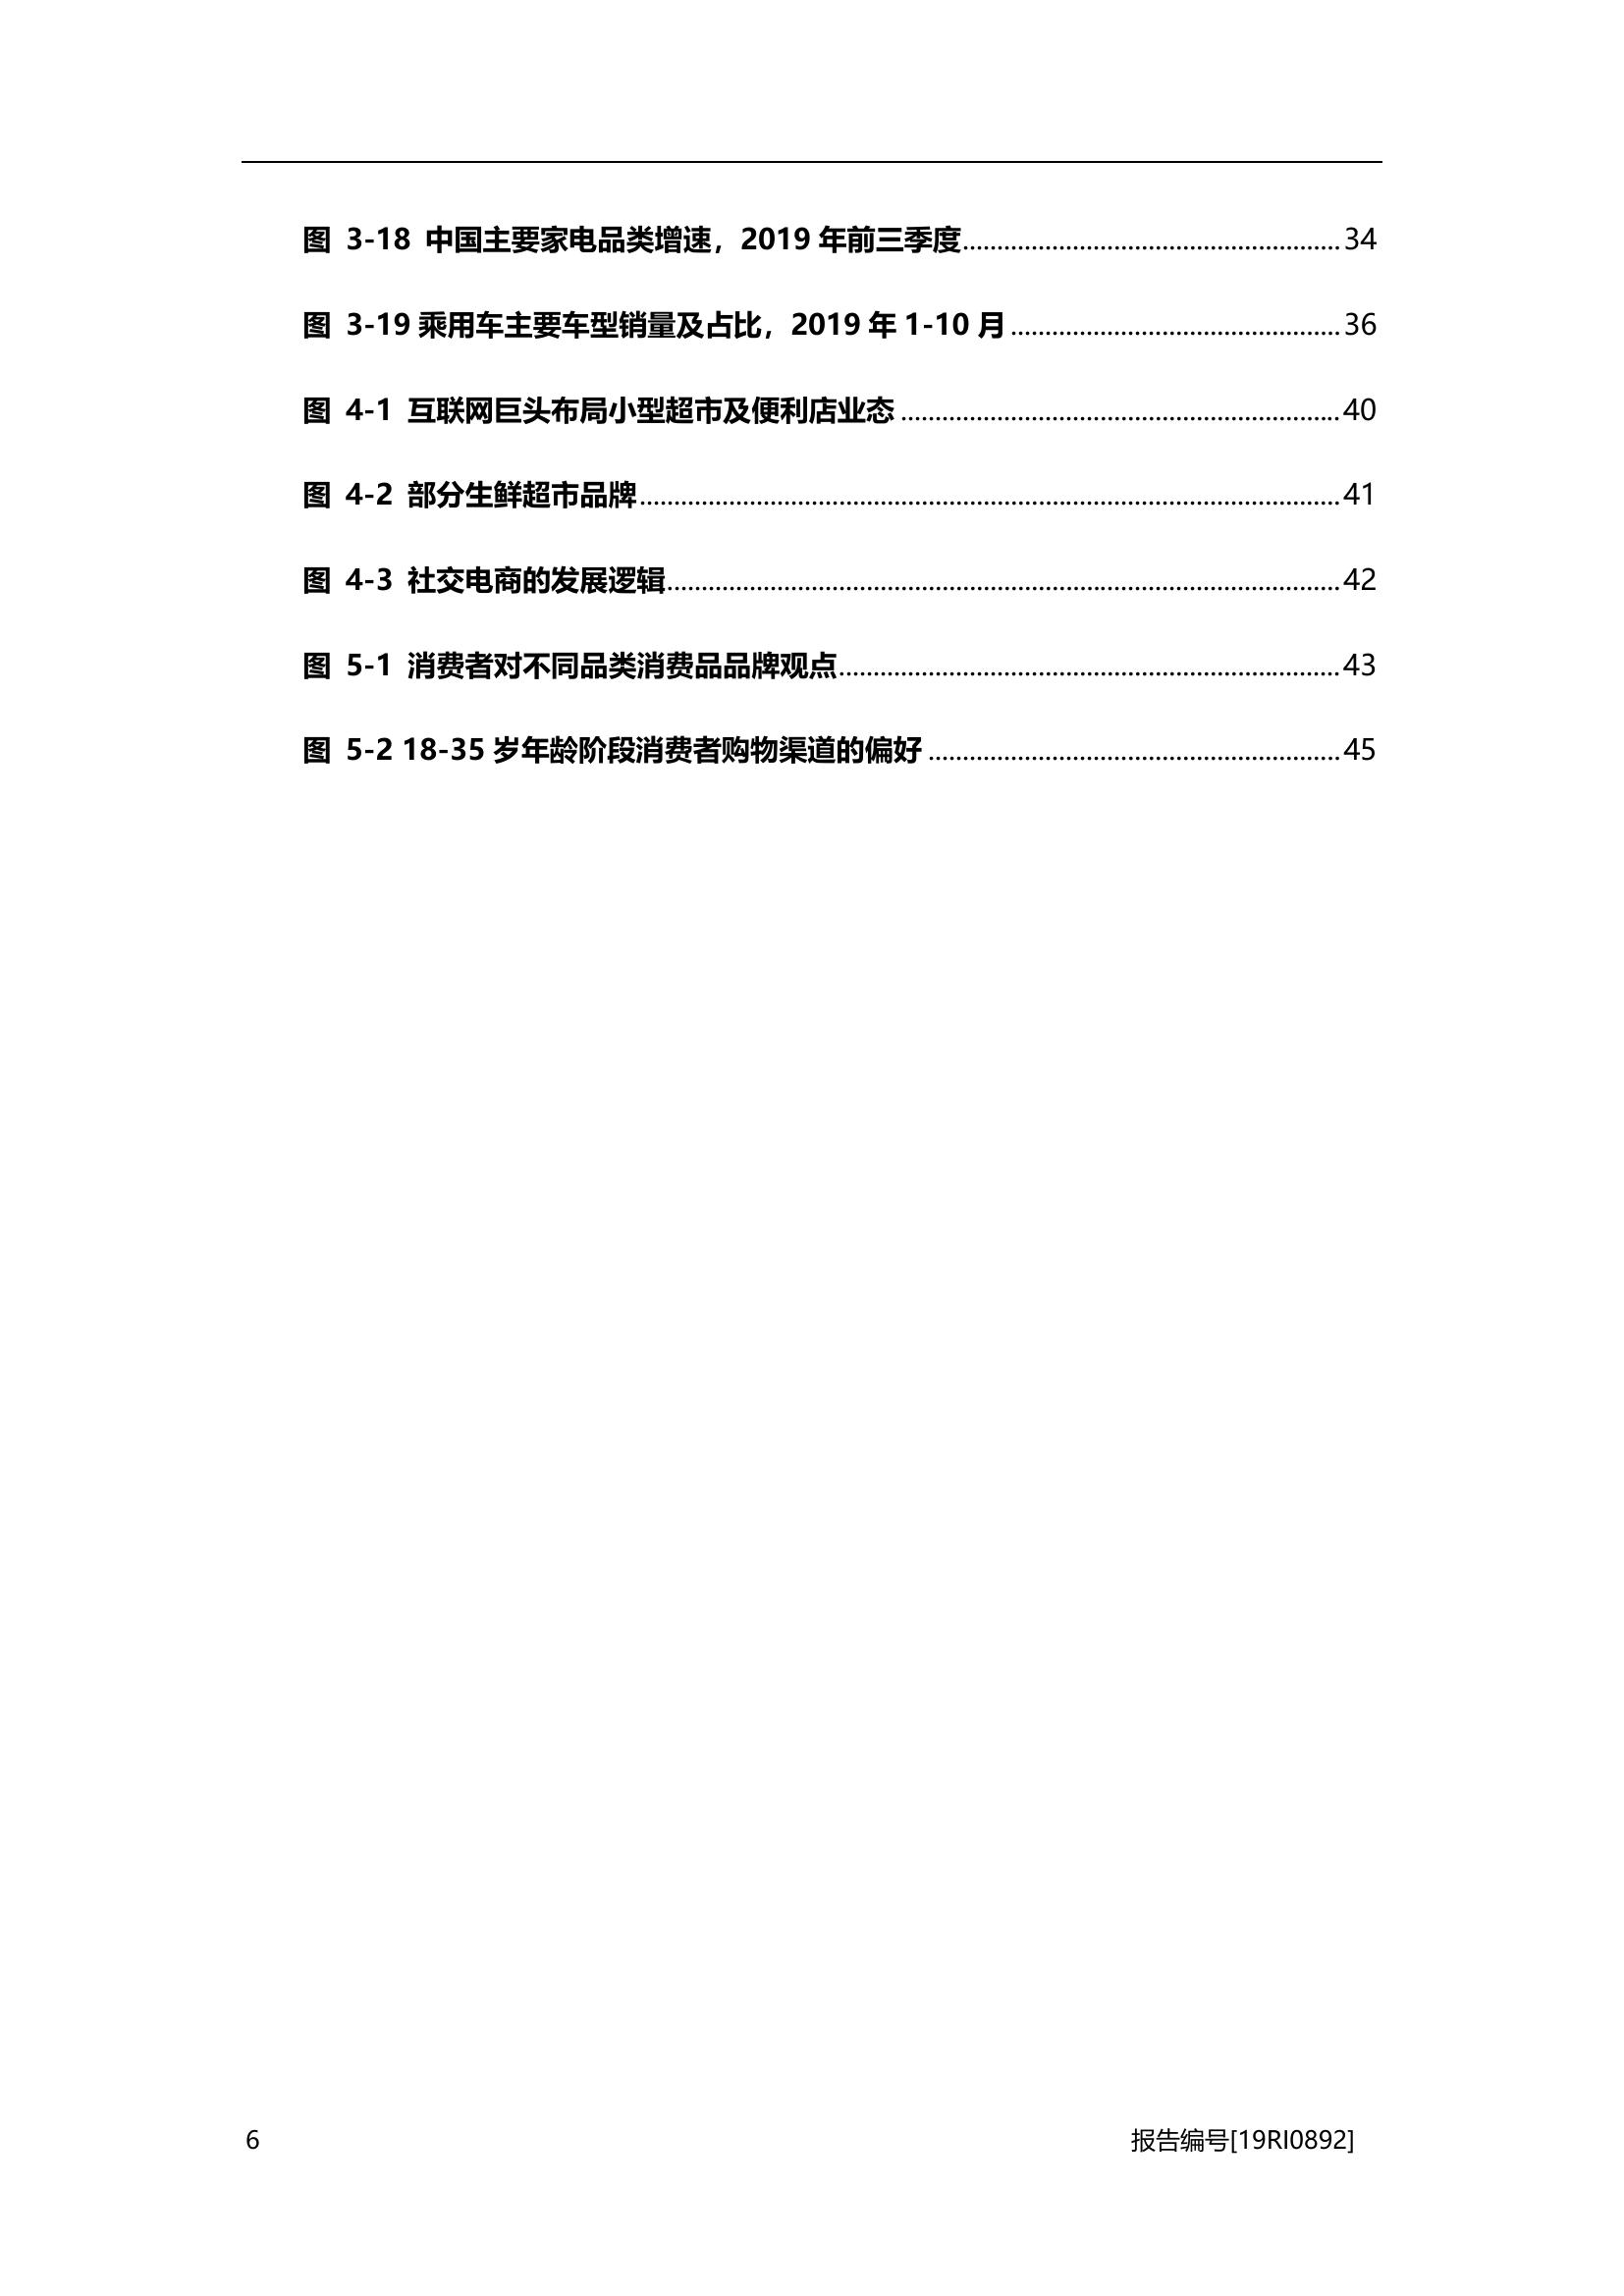 图 3-18 中国主要家电品类增速，2019 年前三季度......................................................34
图 3-19 乘用车主要车型销量及占比，2019 年 1-10 月...............................................36
图 4-1 互联网巨头布局小型超市及便利店业态...............................................................40
图 4-2 部分生鲜超市品牌.....................................................................................................41
图 4-3 社交电商的发展逻辑.................................................................................................42
图 5-1 消费者对不同品类消费品品牌观点........................................................................43
图 5-2 18-35 岁年龄阶段消费者购物渠道的偏好...........................................................45
6 报告编号[19RI0892]